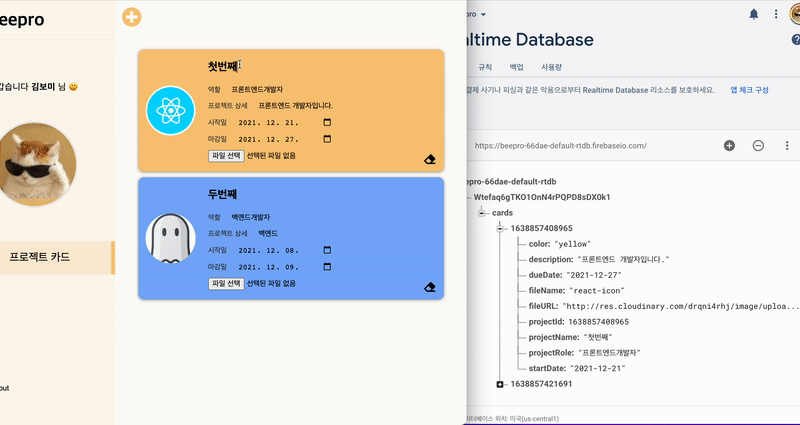 eepro
갑습니다 김보미 님 😀
프로젝트 카드
out
첫번째
역할 프론트엔드개발자
프로젝트 상세 프론트엔드 개발자입니다.
시작일 2021. 12. 21.
마감일 2021. 12. 27.
파일 선택 선택된 파일 없음
두번째
역할 백엔드개발자
프로젝트 상세 백엔드
시작일 2021. 12. 08.
마감일 2021. 12. 09.
파일 선택 선택된 파일 없음
pro
altime Database
규칙 백업 사용량
결제 사기나 피싱과 같은 악용으로부터 Realtime Database 리소스를 보호하세요. 앱 체크 구성
https://beepro-66dae-default-rtdb.firebaseio.com/
eepro-66dae-default-rtdb
Wtefaq6gTKO1OnN4rPQPD8sDX0k1
cards
1638857408965
color: "yellow"
description: "프론트엔드 개발자입니다."
dueDate: "2021-12-27"
fileName: "react-icon"
fileURL: "http://res.cloudinary.com/drqni4rhj/image/uploa...
projectId: 1638857408965
projectName: "첫번째"
projectRole: "프론트엔드개발자"
startDate: "2021-12-21"
1638857421691
이터베이스 위치: 미국(us-central1)